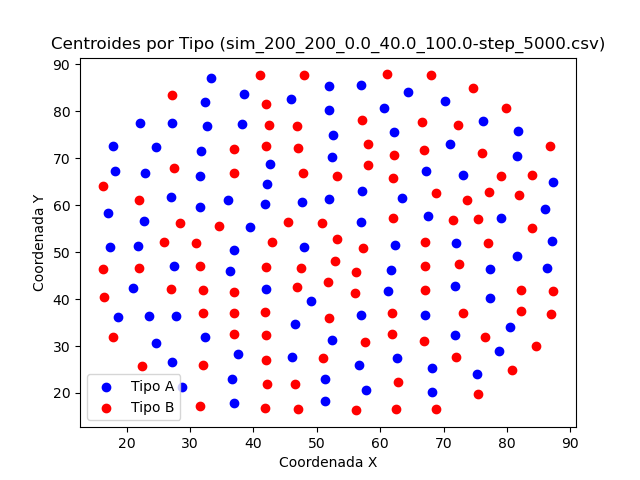 Centroides por Tipo (sim_200_200_0.0_40.0_100.0-step_5000.csv)
90
80
70
60
50
40
30
20
Coordenada Y
Tipo A
Tipo B
20 30 40 50 60 70 80 90
Coordenada X